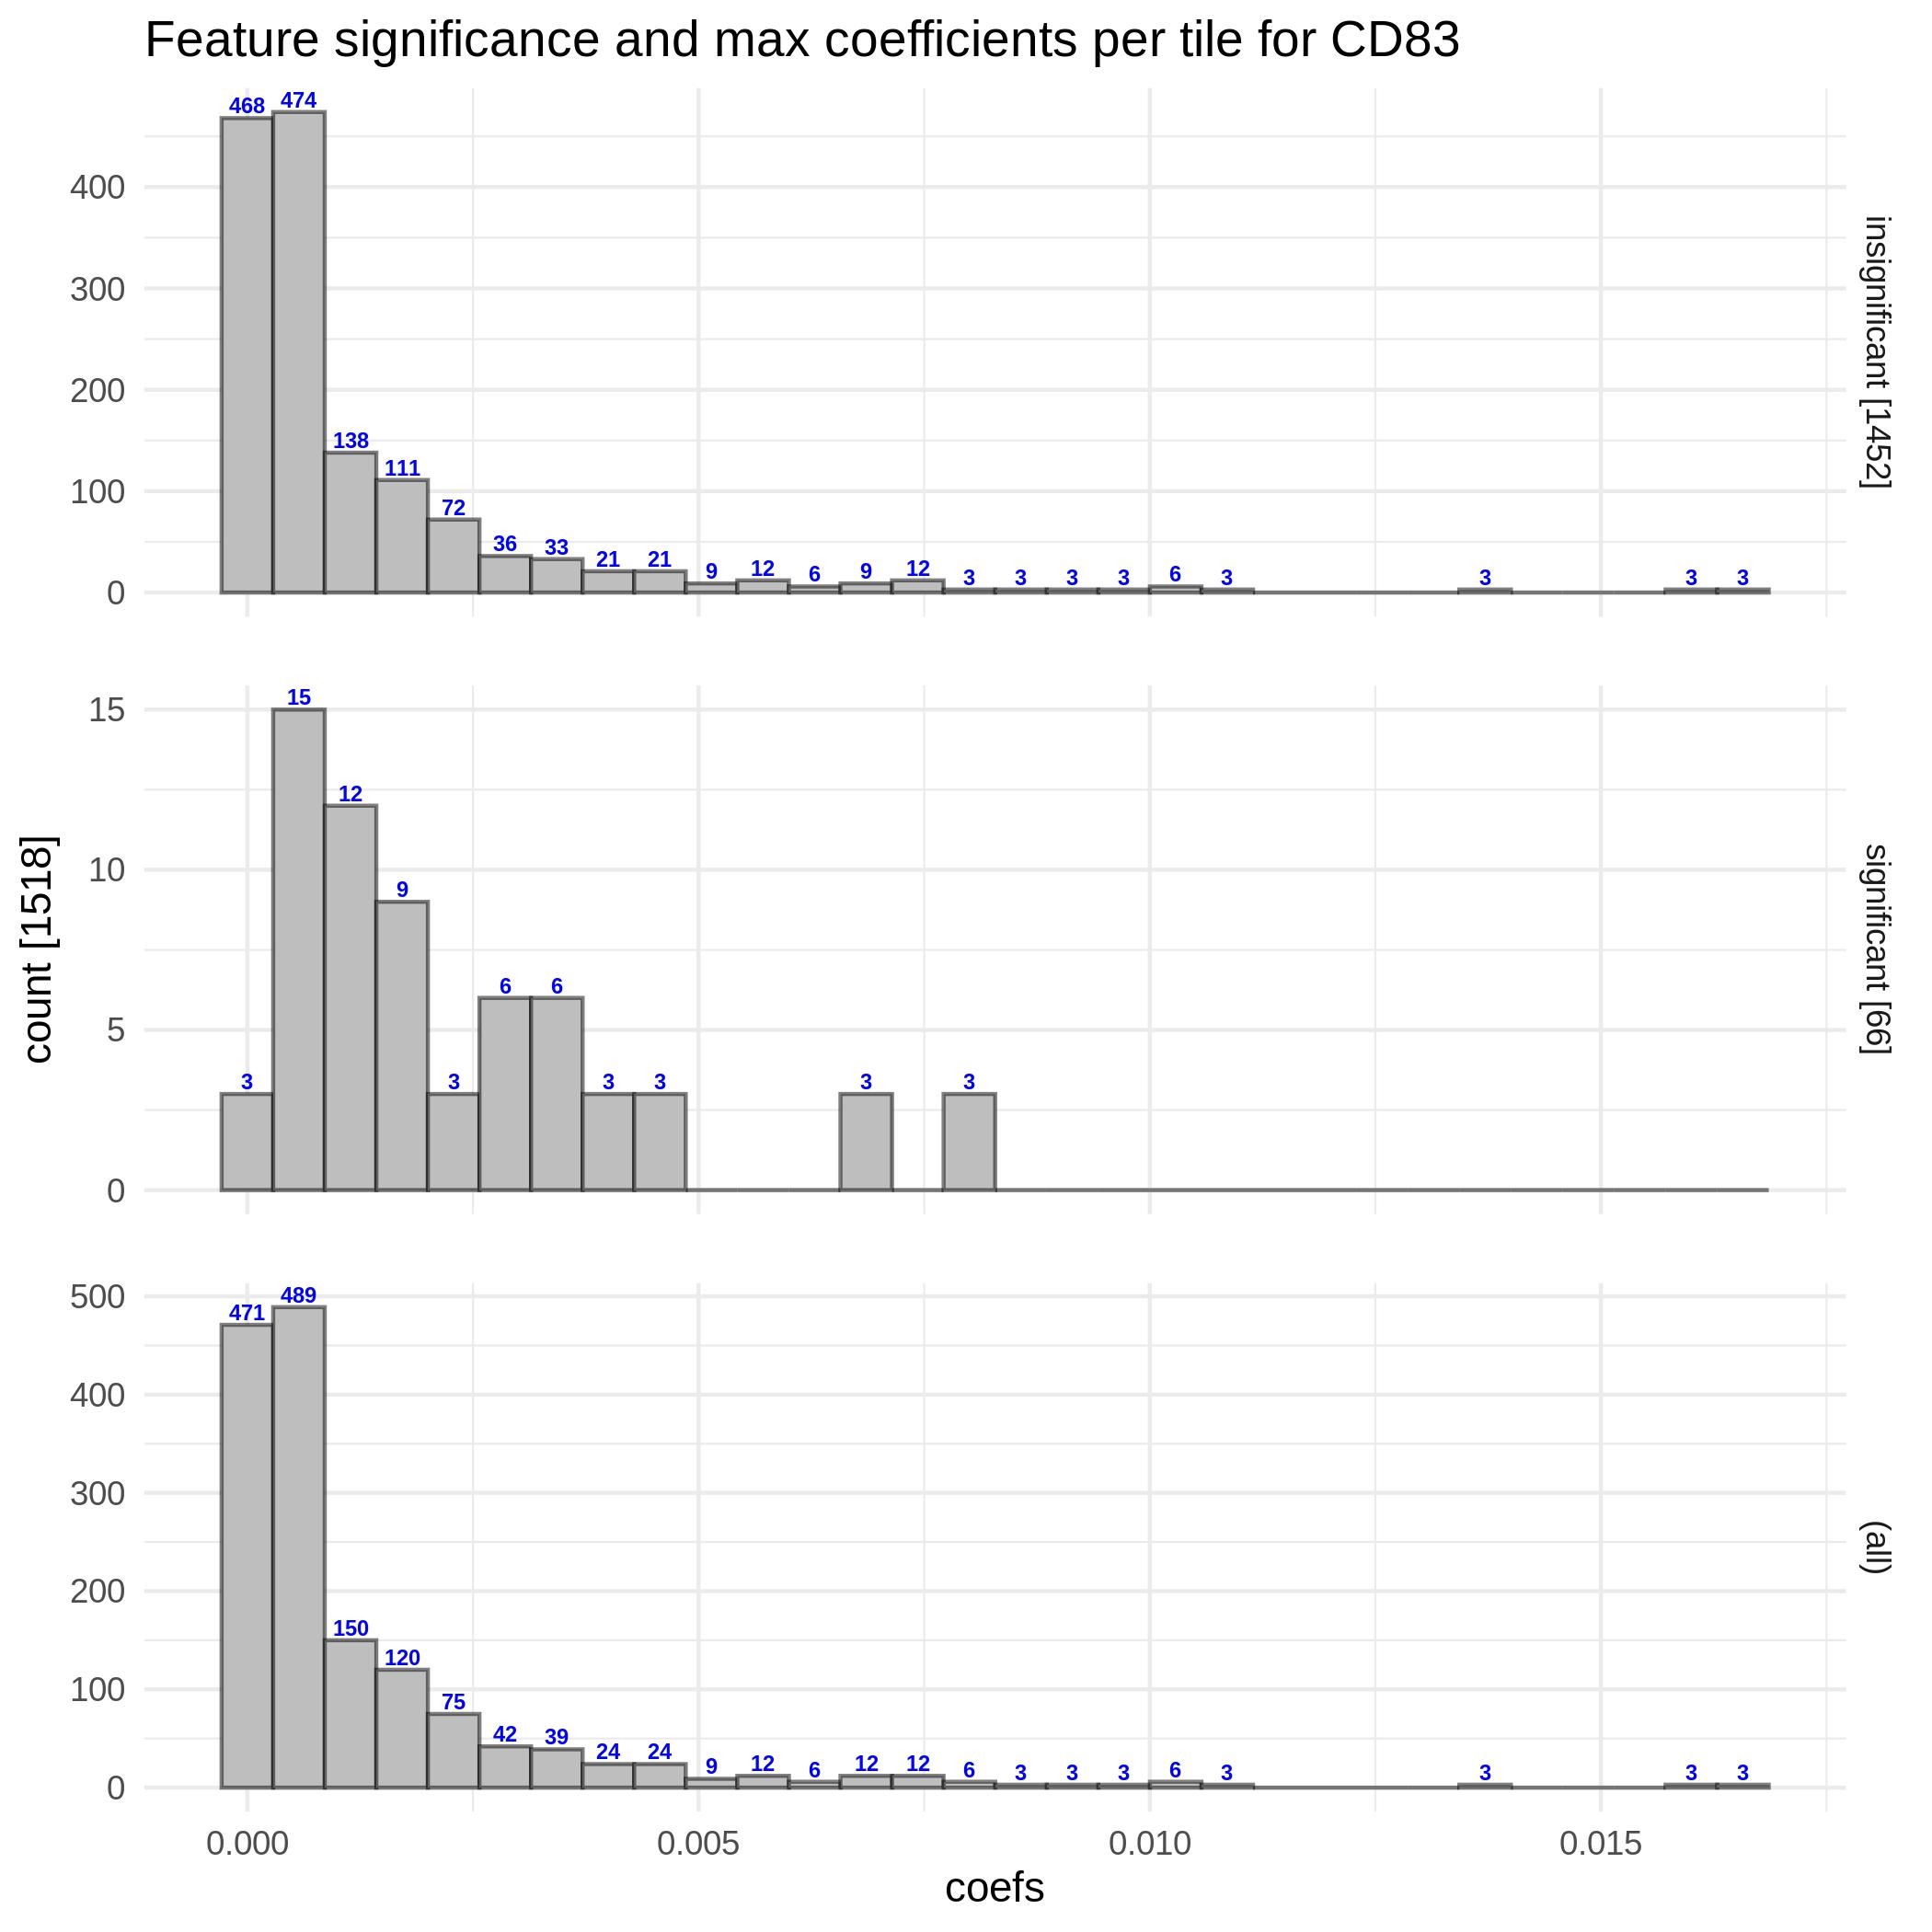 Feature significance and max coefficients per tile for CD83
468 474 138 111 72 36 33 21 21 9 12 6 9 12 3 3 3 3 6 3 3 3 3
400
300
200
100
0
insignificant [1452]
15 12 9 3 3 6 6 3 3 3 3
15
10
5
0
significant [66]
count [1518]
471 489 150 120 75 42 39 24 24 9 12 6 12 12 6 3 3 3 6 3 3 3 3
500
400
300
200
100
0
(all)
0.000 0.005 0.010 0.015
coefs